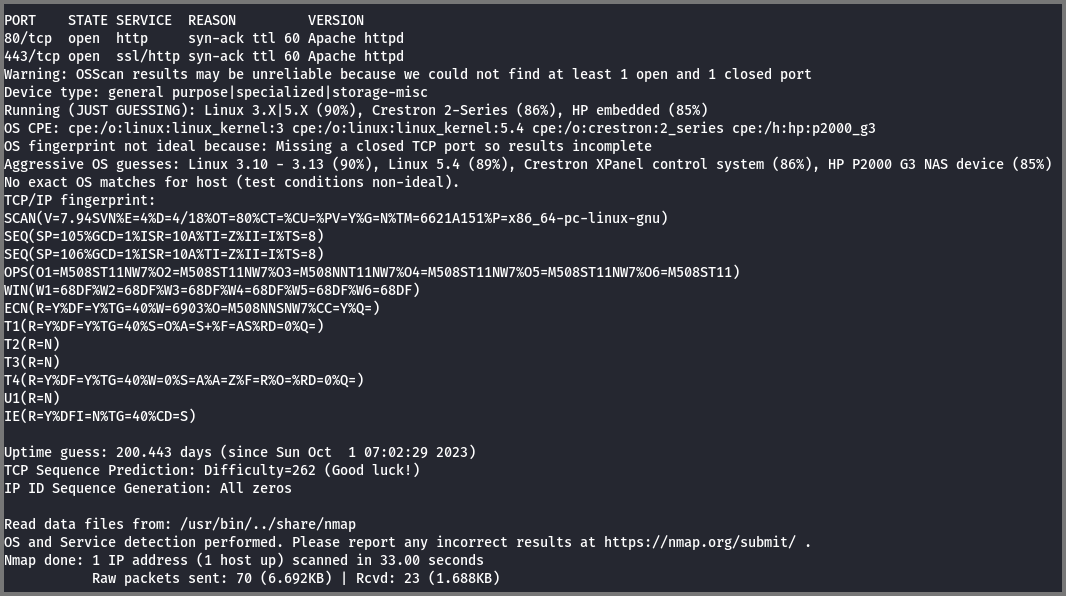 PORT    STATE SERVICE  REASON         VERSION
80/tcp  open  http     syn-ack ttl 60 Apache httpd
443/tcp open  ssl/http syn-ack ttl 60 Apache httpd
Warning: OSScan results may be unreliable because we could not find at least 1 open and 1 closed port
Device type: general purpose|specialized|storage-misc
Running (JUST GUESSING): Linux 3.X|5.X (90%), Crestron 2-Series (86%), HP embedded (85%)
OS CPE: cpe:/o:linux:linux_kernel:3 cpe:/o:linux:linux_kernel:5.4 cpe:/o:crestron:2_series cpe:/h:hp:p2000_g3
OS fingerprint not ideal because: Missing a closed TCP port so results incomplete
Aggressive OS guesses: Linux 3.10 - 3.13 (90%), Linux 5.4 (89%), Crestron XPanel control system (86%), HP P2000 G3 NAS device (85%)
No exact OS matches for host (test conditions non-ideal).
TCP/IP fingerprint:
SCAN(V=7.94SVN%E=4%D=4/18%OT=80%CT=%CU=%PV=Y%G=N%TM=6621A151%P=x86_64-pc-linux-gnu)
SEQ(SP=105%GCD=1%ISR=10A%TI=Z%II=I%TS=8)
SEQ(SP=106%GCD=1%ISR=10A%TI=Z%II=I%TS=8)
OPS(O1=M508ST11NW7%O2=M508ST11NW7%O3=M508NNT11NW7%O4=M508ST11NW7%O5=M508ST11NW7%O6=M508ST11)
WIN(W1=68DF%W2=68DF%W3=68DF%W4=68DF%W5=68DF%W6=68DF)
ECN(R=Y%DF=Y%TG=40%W=6903%O=M508NNSNW7%CC=Y%Q=)
T1(R=Y%DF=Y%TG=40%S=O%A=S+%F=AS%RD=0%Q=)
T2(R=N)
T3(R=N)
T4(R=Y%DF=Y%TG=40%W=0%S=A%A=Z%F=R%O=%RD=0%Q=)
U1(R=N)
IE(R=Y%DFI=N%TG=40%CD=S)
Uptime guess: 200.443 days (since Sun Oct  1 07:02:29 2023)
TCP Sequence Prediction: Difficulty=262 (Good luck!)
IP ID Sequence Generation: All zeros
Read data files from: /usr/bin/../share/nmap
OS and Service detection performed. Please report any incorrect results at https://nmap.org/submit/ .
Nmap done: 1 IP address (1 host up) scanned in 33.00 seconds
           Raw packets sent: 70 (6.692KB) | Rcvd: 23 (1.688KB)